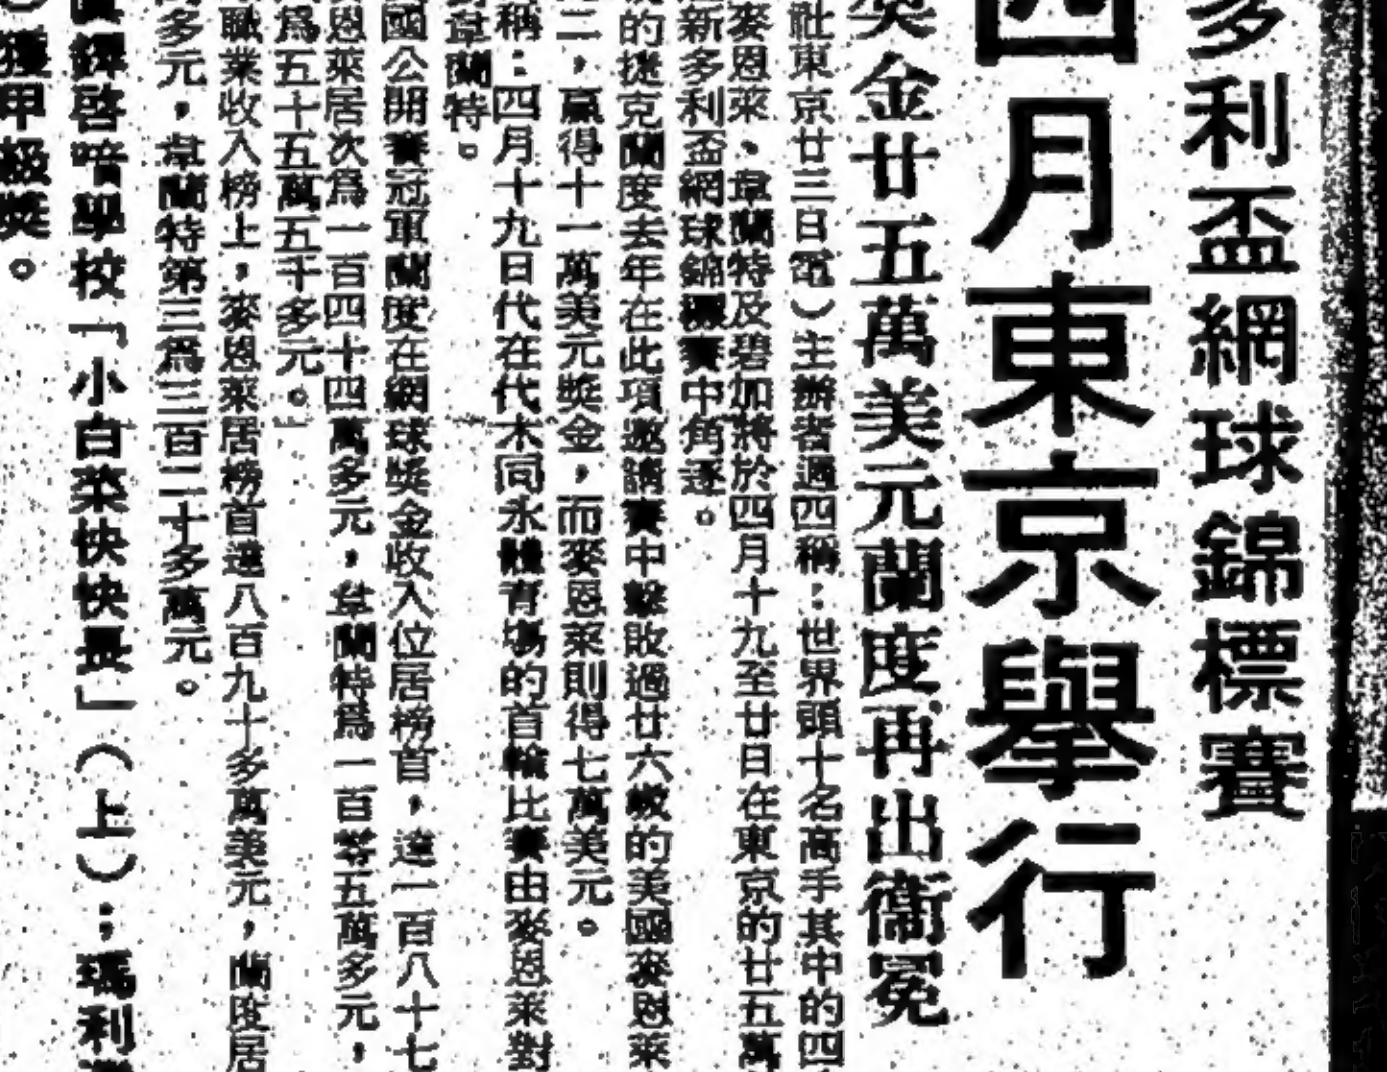 多利盃網球錦標賽
四月東京舉行
獎金廿五萬美元蘭度再出衞冕
社東京廿三日電）主辦者週四稱：世界頭十名高手其中的四
麥恩萊、韋蘭特及碧加將於四月十九至廿日在東京的廿五萬
新多利盃網球錦標賽中角逐。
的捷克蘭度去年在此項邀請賽中擊敗過廿六歲的美國麥恩萊
二，贏得十一萬美元獎金，而麥恩萊則得七萬美元。
稱：四月十九日代在代木同永體育場的首輪比賽由麥恩萊對
韋蘭特。
國公開賽冠軍蘭度在網球獎金收入位居榜首，達一百八十七
恩萊居次為一百四十四萬多元，韋蘭特爲一百零五萬多元，
爲五十五萬五千多元。
職業收入榜上，麥恩萊居榜首達八百九十多萬美元，蘭度居
多元，韋蘭特第三爲三百二十多萬元。
輝啓喑學校「小白菜快快長」（上）；瑪利
獲甲級獎。